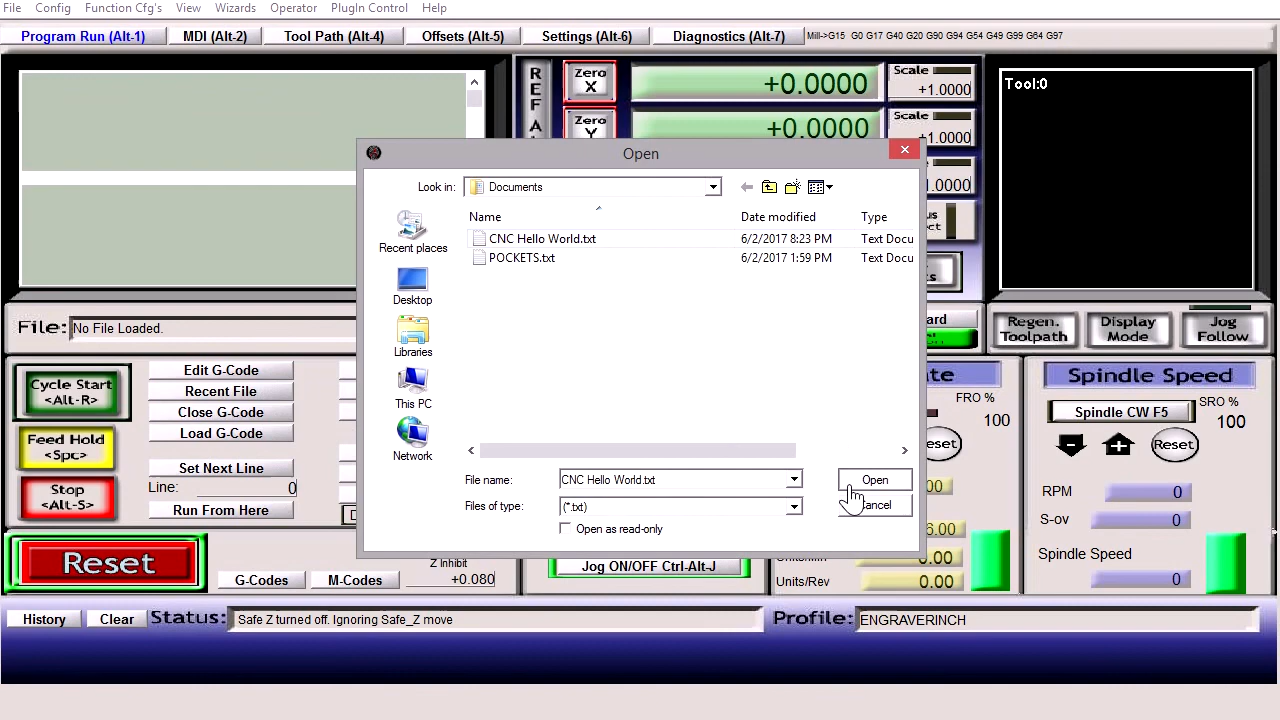 File Config Function Cfg's View Wizards Operator PlugIn Control Help
Program Run (Alt-1) MDI (Alt-2) Tool Path (Alt-4) Offsets (Alt-5) Settings (Alt-6) Diagnostics (Alt-7) Mill->G15 G0 G17 G40 G20 G90 G94 G54 G49 G99 G64 G97
REF A
Zero X +0.0000 Scale +1.0000
Zero Y +0.0000 Scale +1.0000
Tool:0
Open
Look in: Documents
Name Date modified Type
CNC Hello World.txt 6/2/2017 8:23 PM Text Docu
POCKETS.txt 6/2/2017 1:59 PM Text Docu
Recent places
Desktop
Libraries
This PC
Network
File name: CNC Hello World.txt Open
Files of type: (*.txt)
Open as read-only
File: No File Loaded.
Regen. Toolpath
Display Mode
Jog Follow
Cycle Start <Alt-R>
Feed Hold <Spc>
Stop <Alt-S>
Edit G-Code
Recent File
Close G-Code
Load G-Code
Set Next Line
Line: 0
Run From Here
FRO %
100
Spindle Speed
Spindle CW F5
SRO %
100
Reset
RPM 0
S-ov 0
Spindle Speed
0
Reset
G-Codes M-Codes
Z Inhibit
+0.080
Jog ON/OFF Ctrl-Alt-J
Units/Rev 0.00
History Clear Status: Safe Z turned off. Ignoring Safe_Z move Profile: ENGRAVERINCH